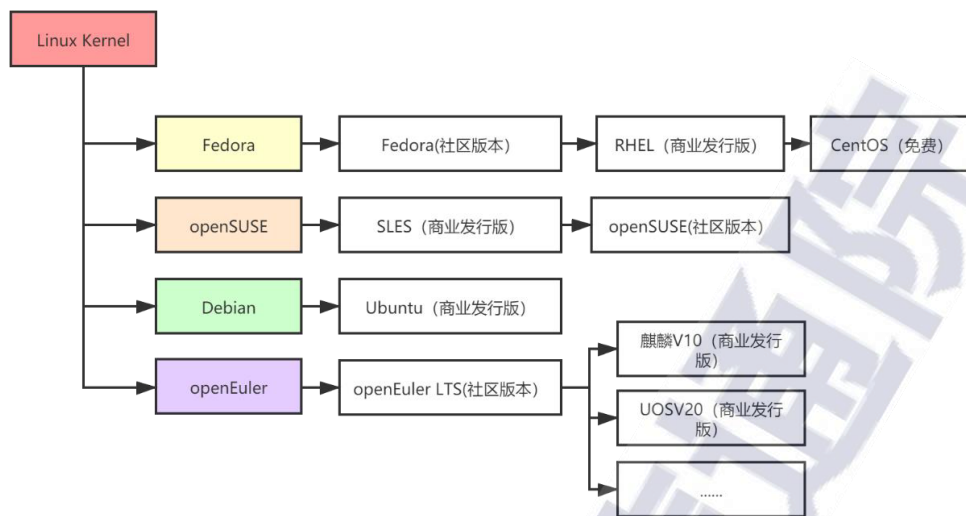 Linux Kernel
Fedora
Fedora(社区版本）
RHEL（商业发行版）
CentOS（免费）
openSUSE
SLES（商业发行版）
openSUSE(社区版本）
Debian
Ubuntu（商业发行版）
openEuler
openEuler LTS(社区版本）
麒麟V10（商业发行
版）
UOSV20（商业发行
版）
......